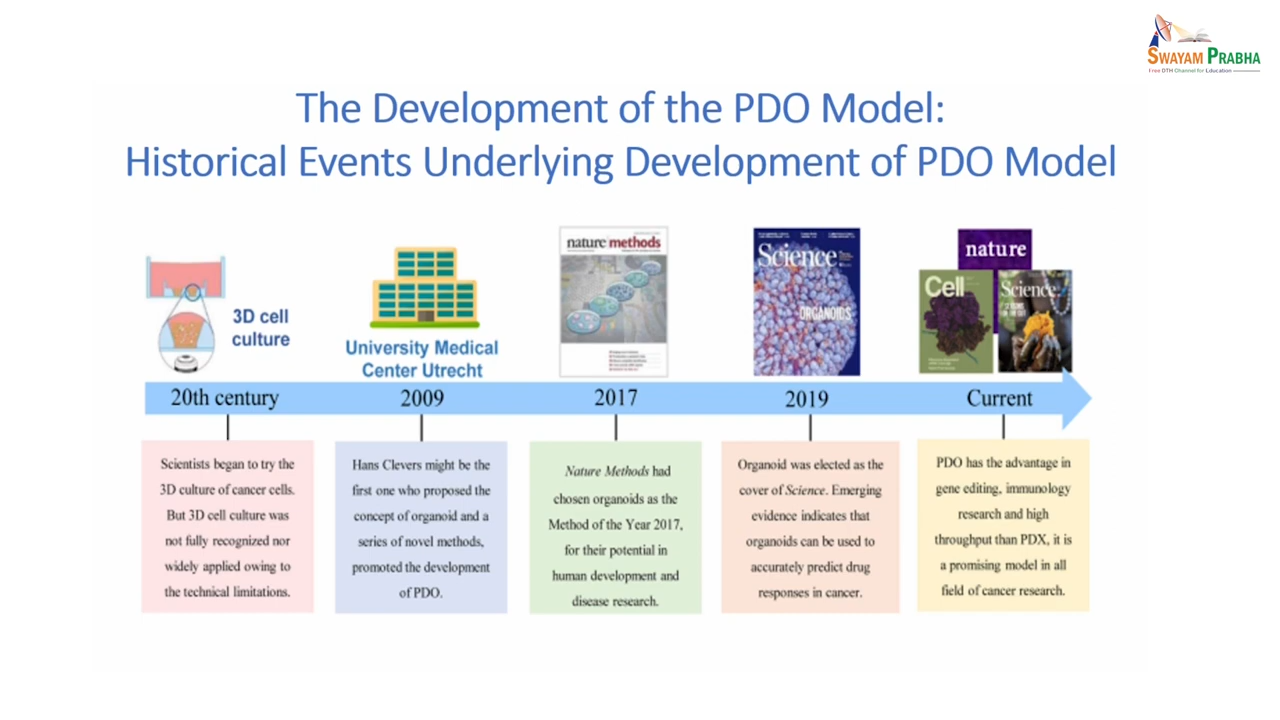 SWAYAM PRABHA
Free DTH Channel for Education
The Development of the PDO Model:
Historical Events Underlying Development of PDO Model
3D cell
culture
University Medical
Center Utrecht
nature methods
Science
ORGANOIDS
nature
Cell
Science
20th century
2009
2017
2019
Current
Scientists began to try the
3D culture of cancer cells.
But 3D cell culture was
not fully recognized nor
widely applied owing to
the technical limitations.
Hans Clevers might be the
first one who proposed the
concept of organoid and a
series of novel methods,
promoted the development
of PDO.
Nature Methods had
chosen organoids as the
Method of the Year 2017,
for their potential in
human development and
disease research.
Organoid was elected as the
cover of Science. Emerging
evidence indicates that
organoids can be used to
accurately predict drug
responses in cancer.
PDO has the advantage in
gene editing, immunology
research and high
throughput than PDX, it is
a promising model in all
field of cancer research.